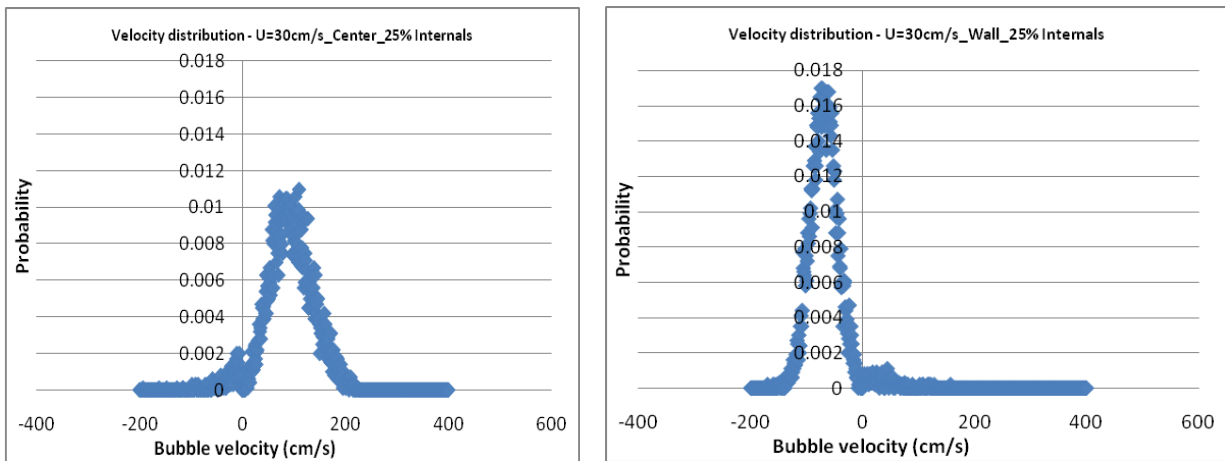 Velocity distribution - U=30cm/s_Center_25% Internals
0.018
0.016
0.014
0.012
0.01
0.008
0.006
0.004
0.002
0
-400 -200 0 200 400 600
Probability
Bubble velocity (cm/s)
Velocity distribution - U=30cm/s_Wall_25% Internals
0.018
0.016
0.014
0.012
0.01
0.008
0.006
0.004
0.002
0
-400 -200 0 200 400 600
Probability
Bubble velocity (cm/s)